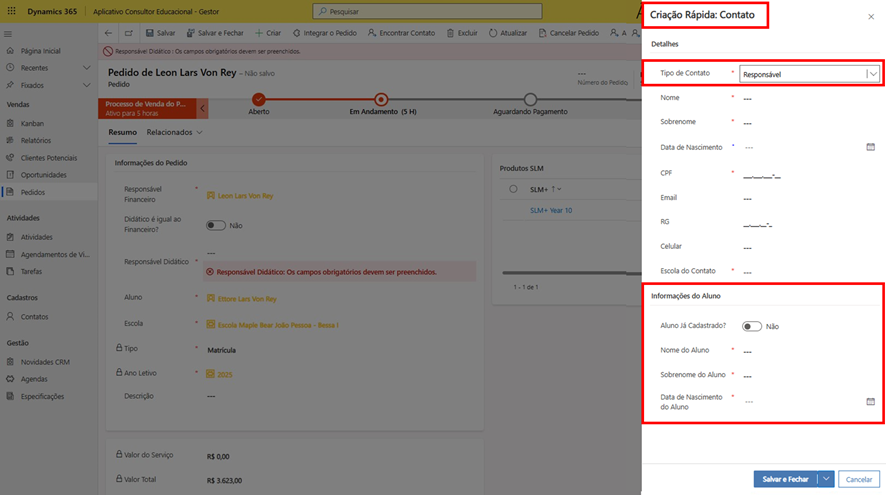 Dynamics 365
Aplicativo Consultor Educacional - Gestor
Pesquisar
Salvar
Salvar e Fechar
Criar
Integrar o Pedido
Encontrar Contato
Excluir
Atualizar
Cancelar Pedido
A
Responsável Didático : Os campos obrigatórios devem ser preenchidos.
Página Inicial
Recentes
Fixados
Vendas
Kanban
Relatórios
Clientes Potenciais
Oportunidades
Pedidos
Atividades
Atividades
Agendamentos de Vi...
Tarefas
Cadastros
Contatos
Gestão
Novidades CRM
Agendas
Especificações
Pedido de Leon Lars Von Rey – Não salvo
Pedido
---
Número do Pedido
Processo de Venda do P...
Ativo para 5 horas
Aberto
Em Andamento (5 H)
Aguardando Pagamento
Resumo
Relacionados
Informações do Pedido
Responsável Financeiro * Leon Lars Von Rey
Didático é igual ao Financeiro? Não
---
Responsável Didático *
Responsável Didático: Os campos obrigatórios devem ser preenchidos.
Aluno * Ettore Lars Von Rey
Escola * Escola Maple Bear João Pessoa - Bessa I
Tipo * Matrícula
Ano Letivo * 2025
Descrição ---
Valor do Serviço R$ 0,00
Valor Total R$ 3.623,00
Produtos SLM
SLM+ ↑
SLM+ Year 10
1 - 1 de 1
Criação Rápida: Contato
Detalhes
Tipo de Contato * Responsável
Nome * ---
Sobrenome * ---
Data de Nascimento * ---
CPF * __.__.__-_
Email ---
RG __.__.__-_
Celular ---
Escola do Contato * ---
Informações do Aluno
Aluno Já Cadastrado? Não
Nome do Aluno * ---
Sobrenome do Aluno * ---
Data de Nascimento do Aluno * ---
Salvar e Fechar
Cancelar